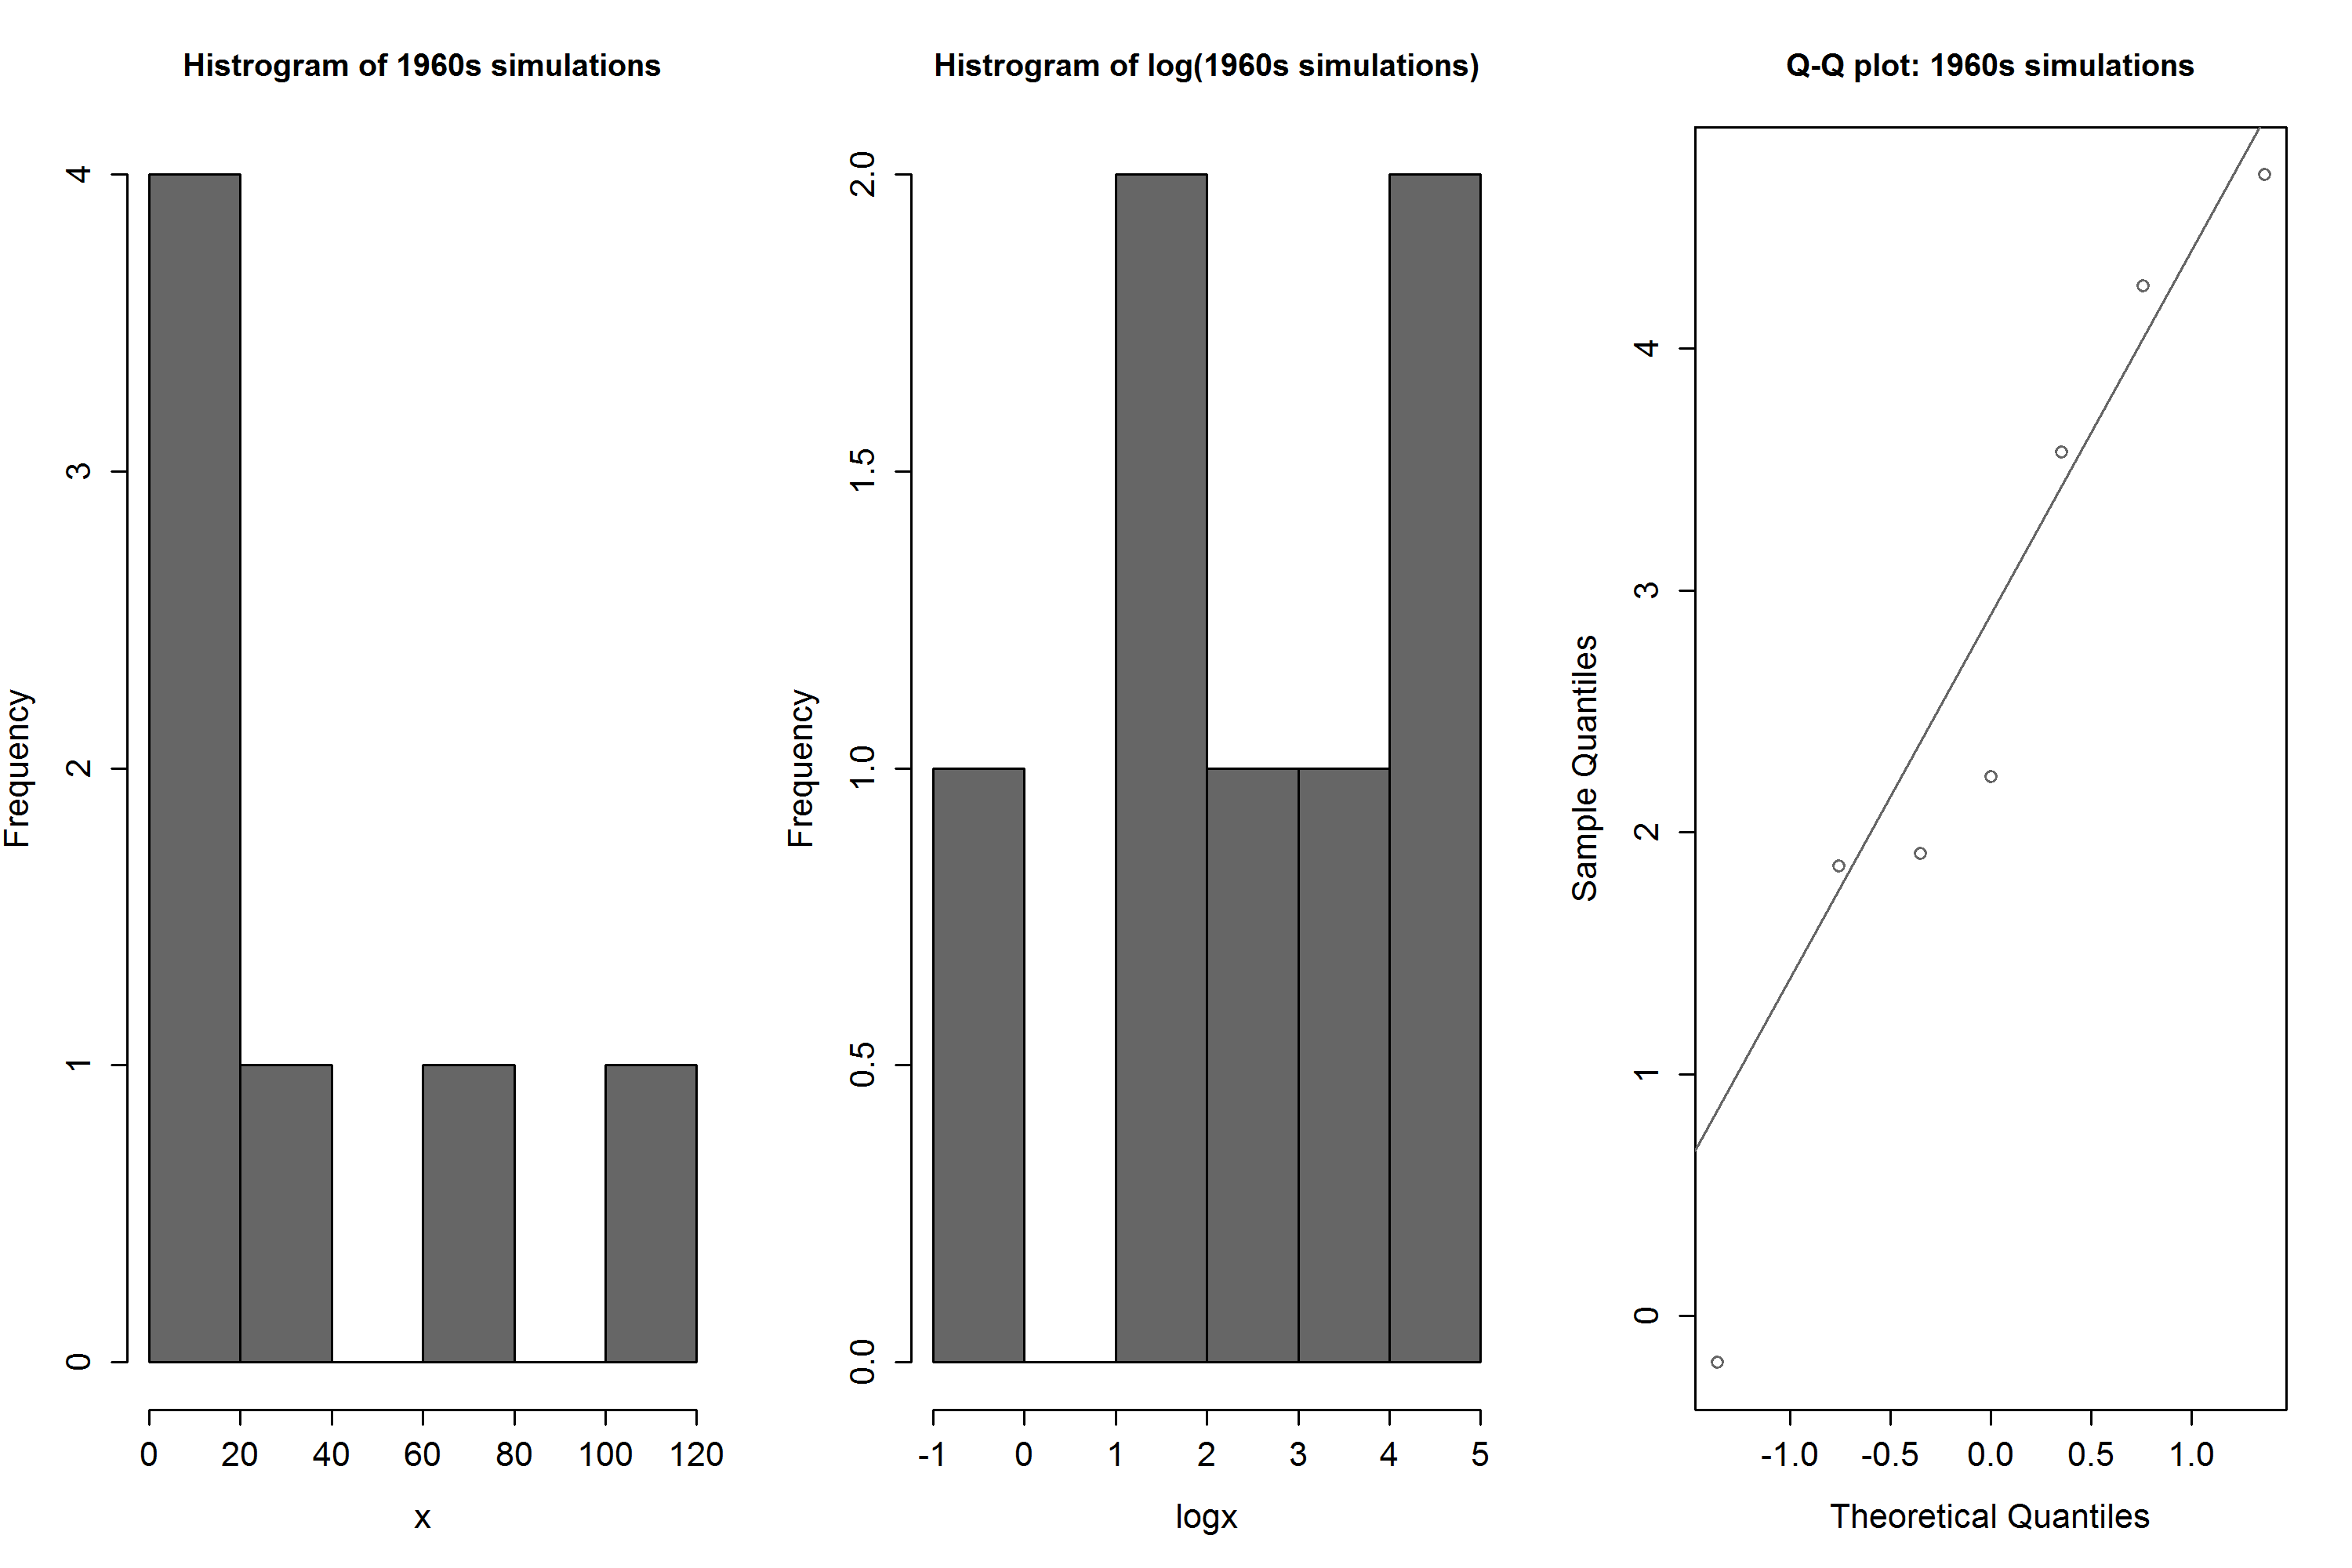 Histrogram of 1960s simulations
Frequency
4
3
2
1
0
0 20 40 60 80 100 120
x
Histrogram of log(1960s simulations)
Frequency
2.0
1.5
1.0
0.5
0.0
-1 0 1 2 3 4 5
logx
Q-Q plot: 1960s simulations
Sample Quantiles
4
3
2
1
0
-1.0 -0.5 0.0 0.5 1.0
Theoretical Quantiles